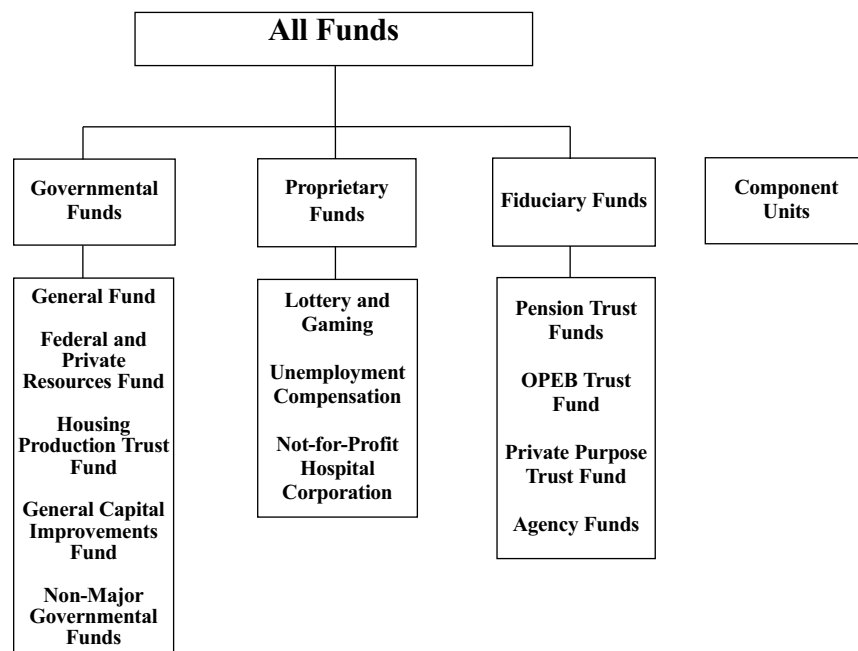 All Funds
Governmental
Funds
Proprietary
Funds
Fiduciary Funds
Component
Units
General Fund
Federal and
Private
Resources Fund
Housing
Production Trust
Fund
General Capital
Improvements
Fund
Non-Major
Governmental
Funds
Lottery and
Gaming
Unemployment
Compensation
Not-for-Profit
Hospital
Corporation
Pension Trust
Funds
OPEB Trust
Fund
Private Purpose
Trust Fund
Agency Funds